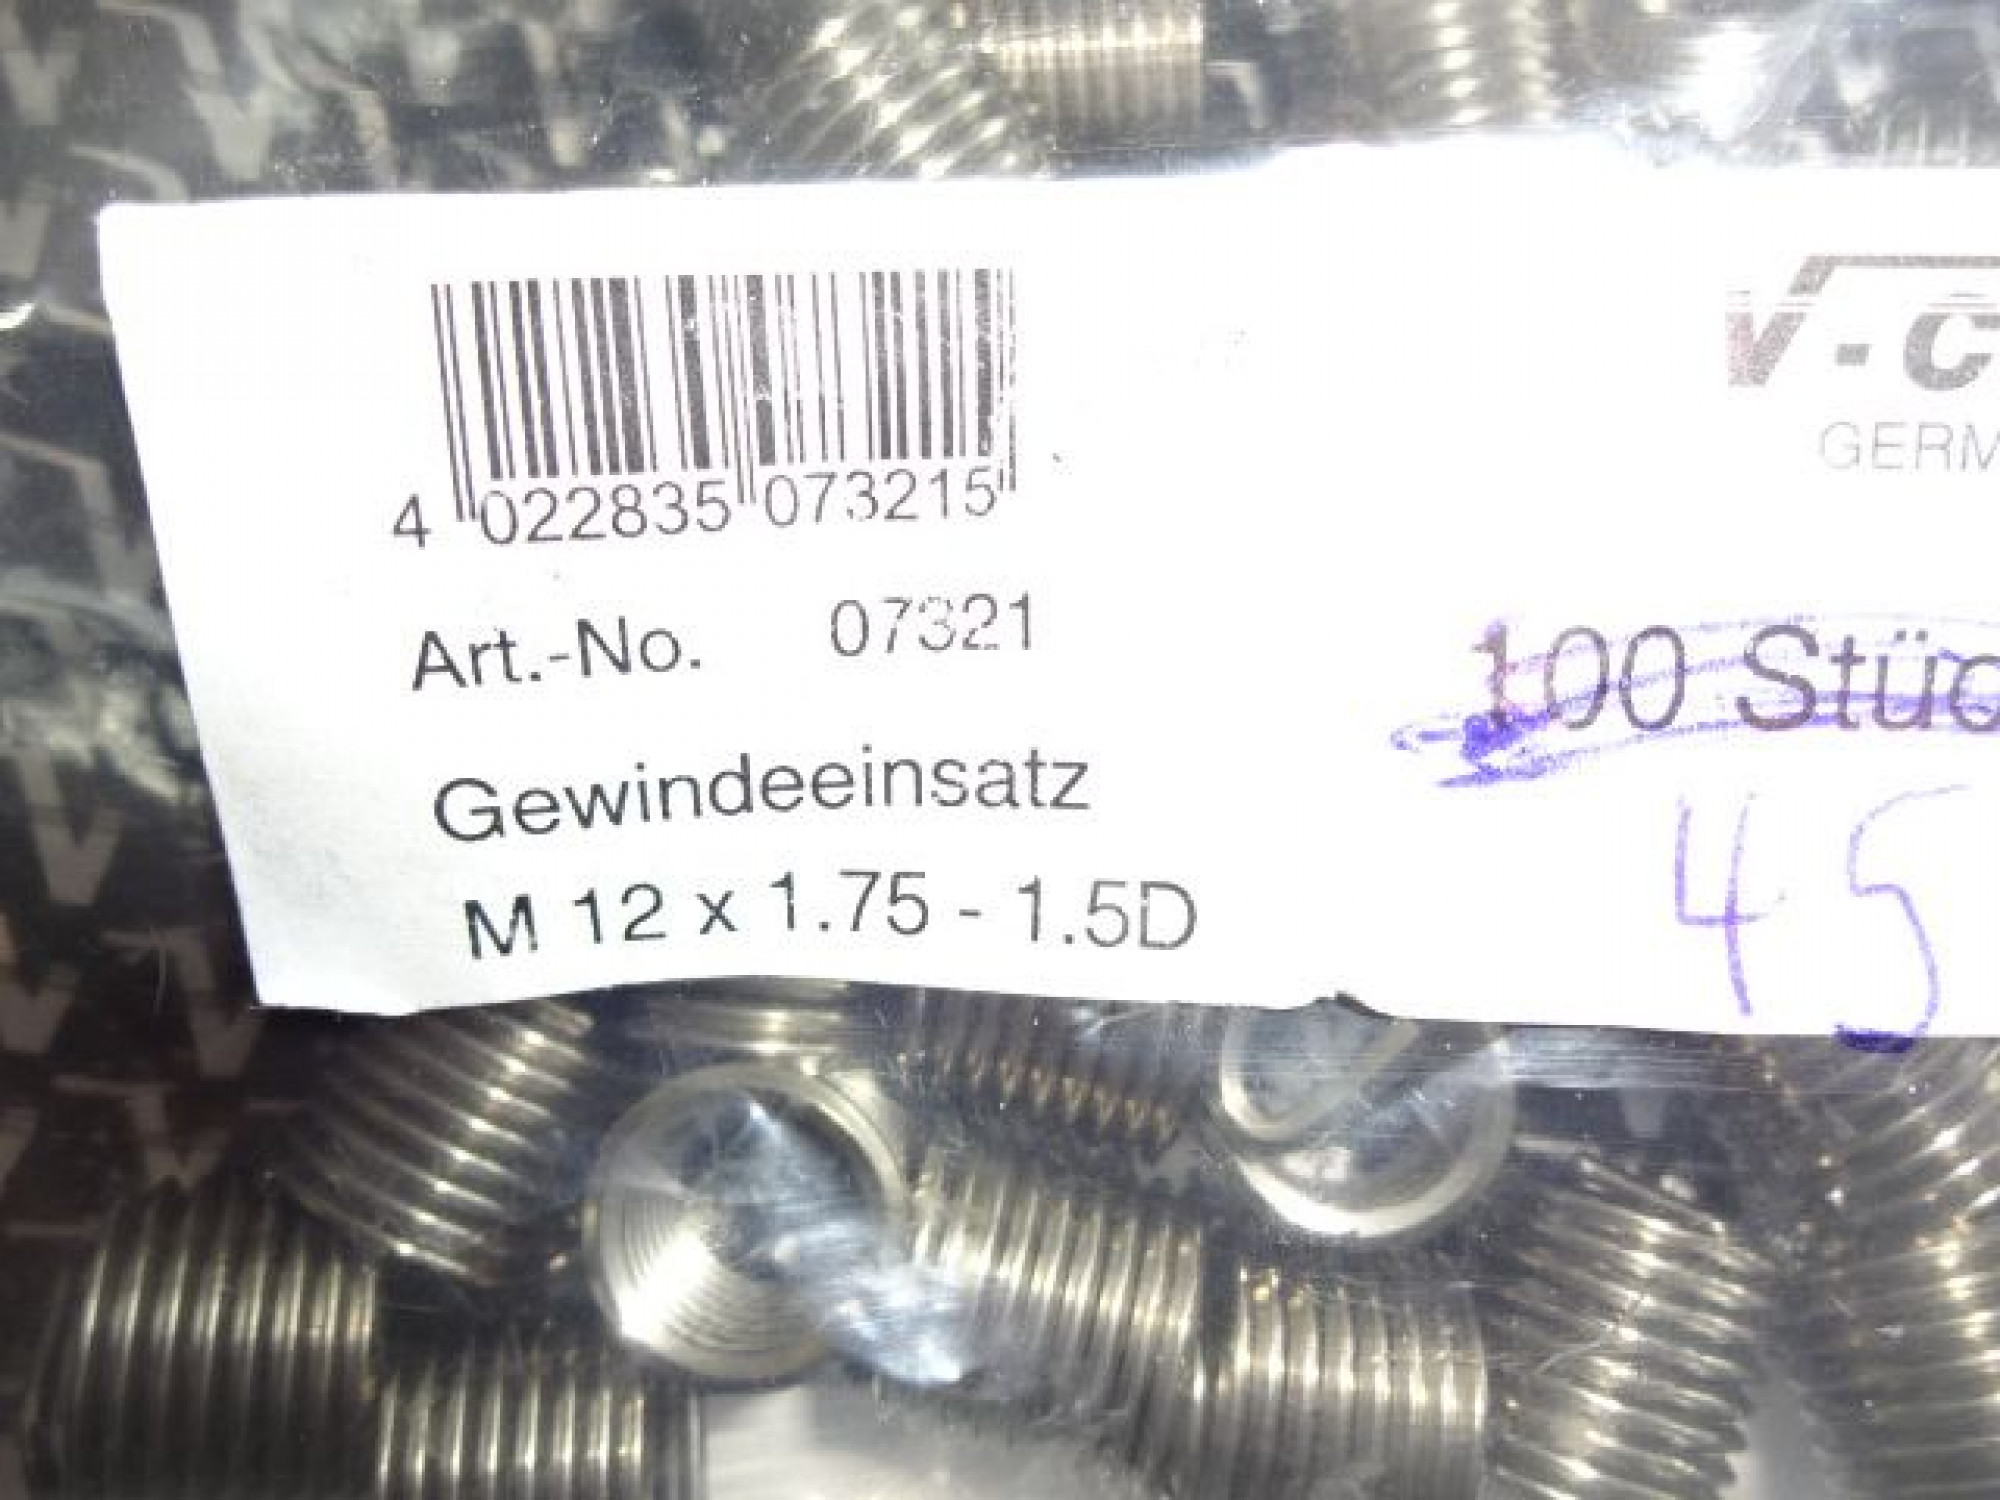 4 022835 073215
V-C
GERM
Art.-No. 07321
100 Stüc
Gewindeeinsatz
45
M 12 x 1.75 - 1.5D